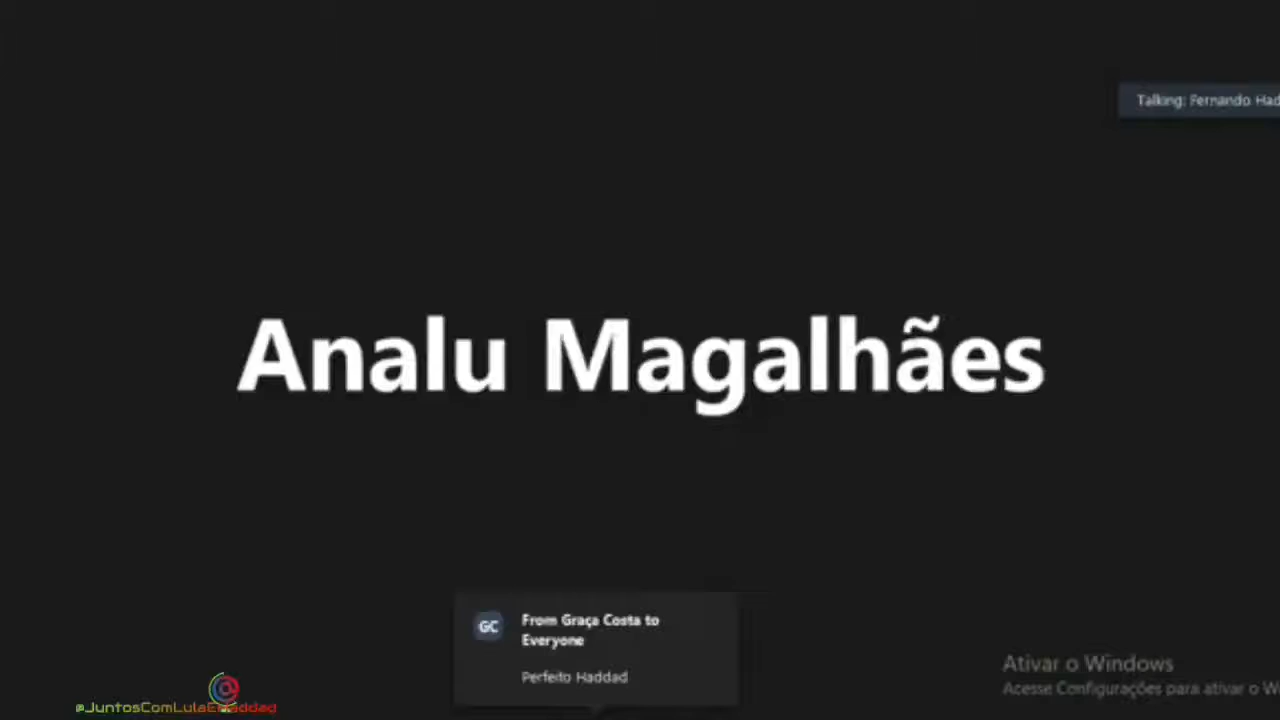 Talking: Fernando Had
Analu Magalhães
GC
From Graça Costa to
Everyone
Perfeito Haddad
Ativar o Windows
Acesse Configurações para ativar o W
@JuntosComLulaEHaddad